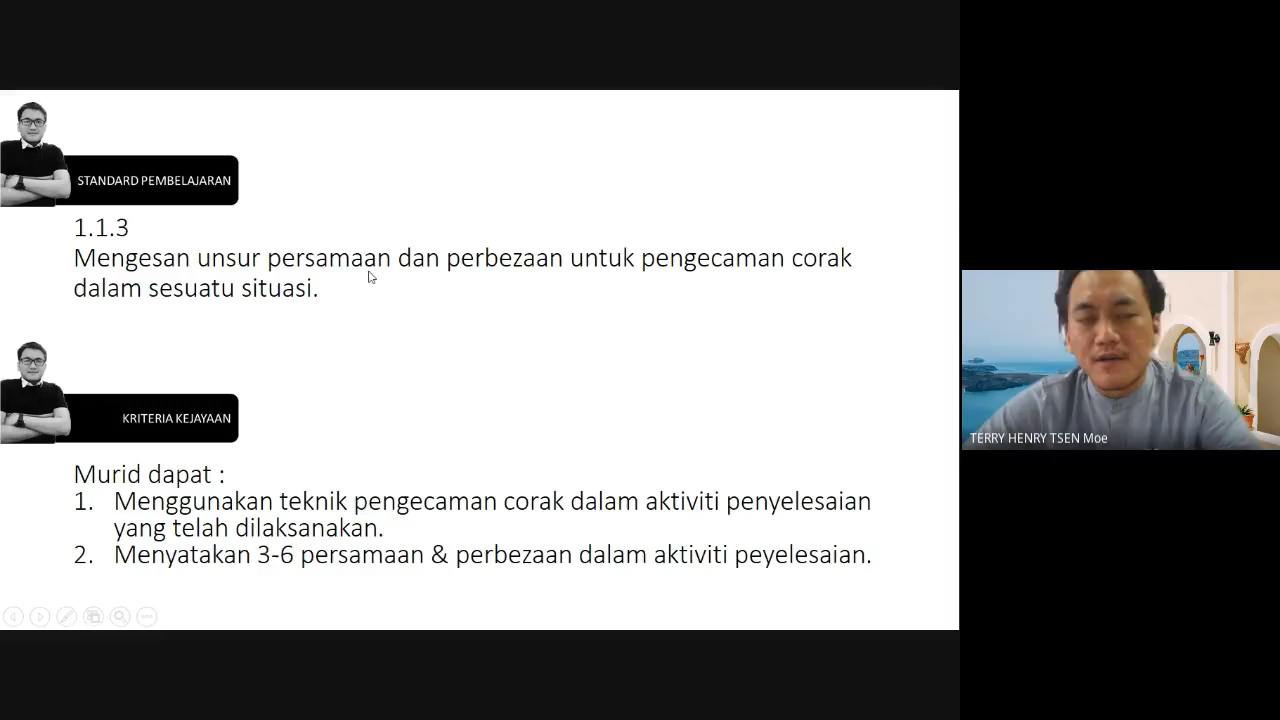 STANDARD PEMBELAJARAN
1.1.3
Mengesan unsur persamaan dan perbezaan untuk pengecaman corak
dalam sesuatu situasi.
KRITERIA KEJAYAAN
Murid dapat :
1. Menggunakan teknik pengecaman corak dalam aktiviti penyelesaian
yang telah dilaksanakan.
2. Menyatakan 3-6 persamaan & perbezaan dalam aktiviti peyelesaian.
TERRY HENRY TSEN Moe